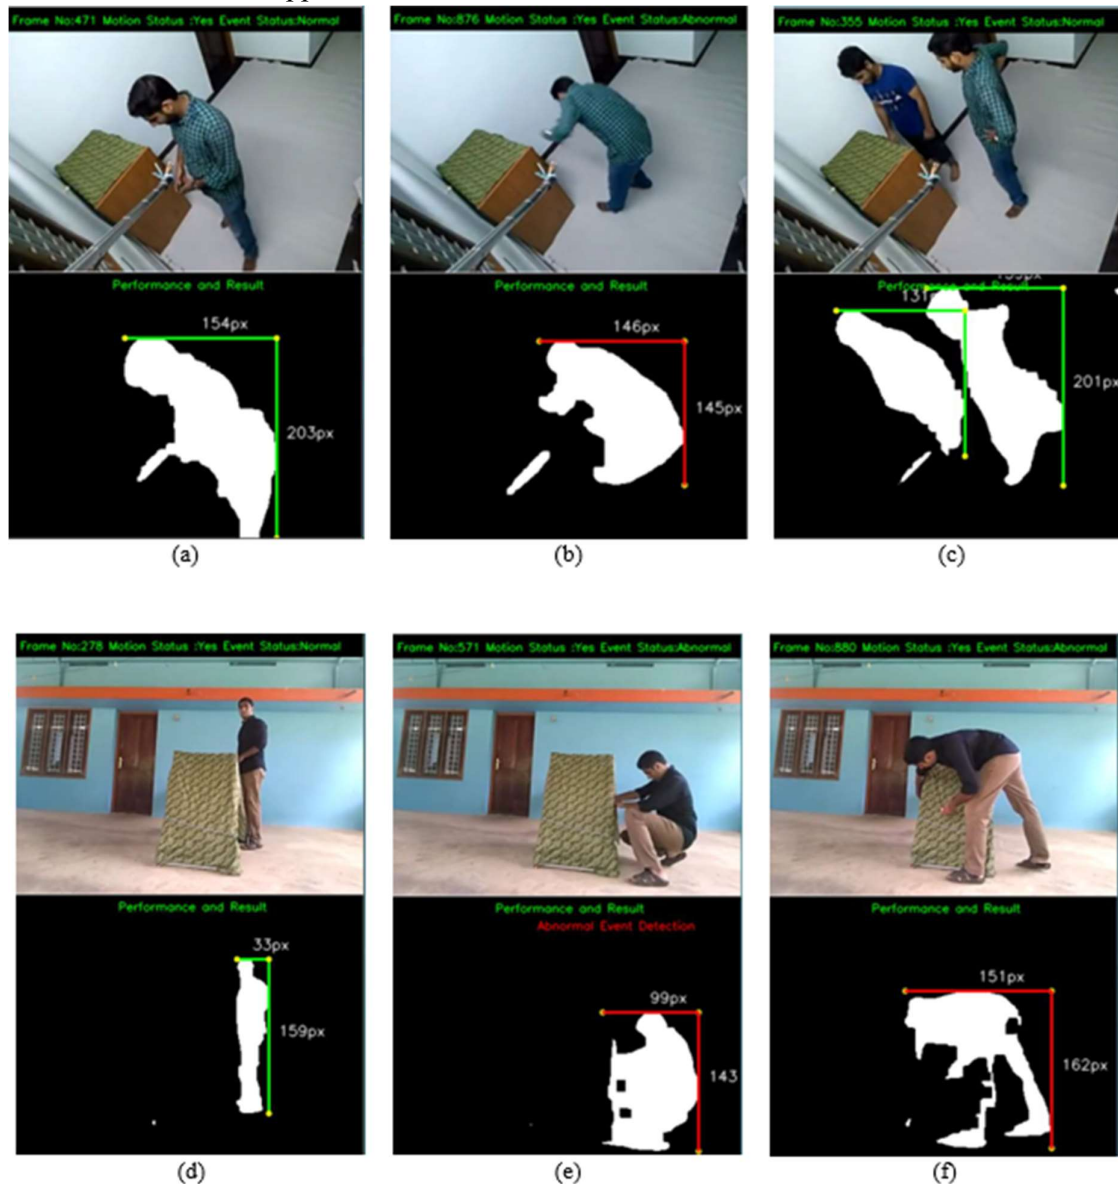 Frame No:471 Motion Status :Yes Event Status:Normal
Frame No:876 Motion Status :Yes Event Status:Abnormal
Frame No:355 Motion Status :Yes Event Status:Normal
Performance and Result
154px
203px
Performance and Result
146px
145px
Performance and Result
201px
(a)
(b)
(c)
Frame No:278 Motion Status :Yes Event Status:Normal
Frame No:571 Motion Status :Yes Event Status:Abnormal
Frame No:880 Motion Status :Yes Event Status:Abnormal
Performance and Result
33px
159px
Performance and Result
Abnormal Event Detection
99px
143
Performance and Result
151px
162px
(d)
(e)
(f)